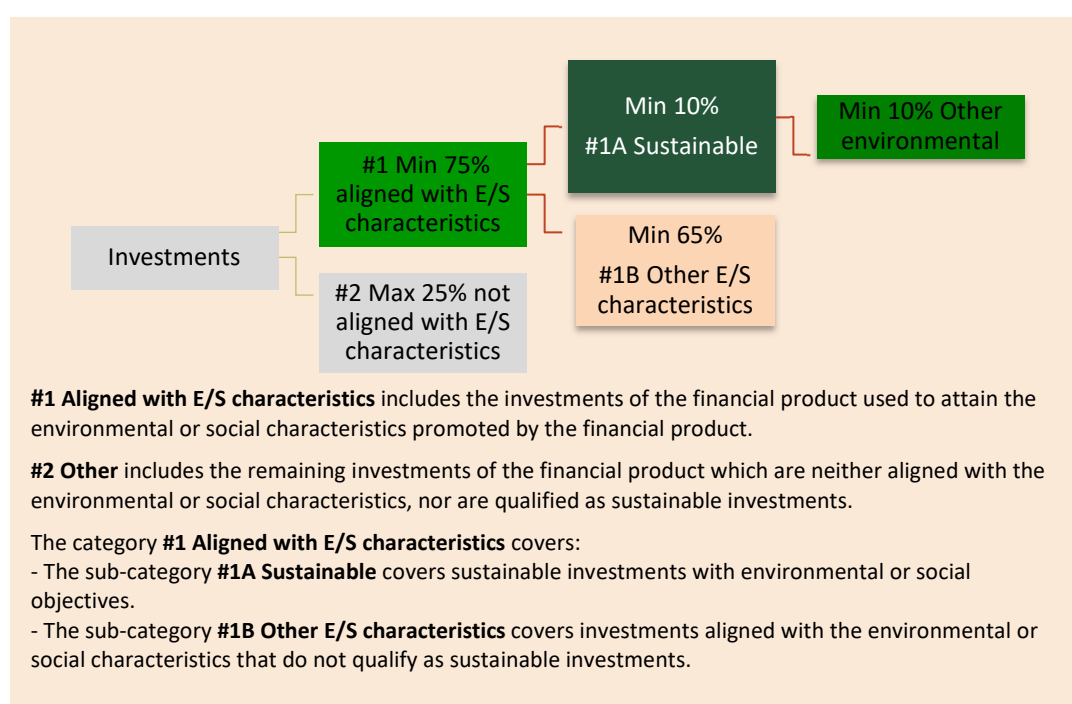 Min 10%
#1A Sustainable
Min 10% Other
environmental
#1 Min 75%
aligned with E/S
characteristics
Min 65%
#1B Other E/S
characteristics
Investments
#2 Max 25% not
aligned with E/S
characteristics
#1 Aligned with E/S characteristics includes the investments of the financial product used to attain the
environmental or social characteristics promoted by the financial product.
#2 Other includes the remaining investments of the financial product which are neither aligned with the
environmental or social characteristics, nor are qualified as sustainable investments.
The category #1 Aligned with E/S characteristics covers:
- The sub-category #1A Sustainable covers sustainable investments with environmental or social
objectives.
- The sub-category #1B Other E/S characteristics covers investments aligned with the environmental or
social characteristics that do not qualify as sustainable investments.